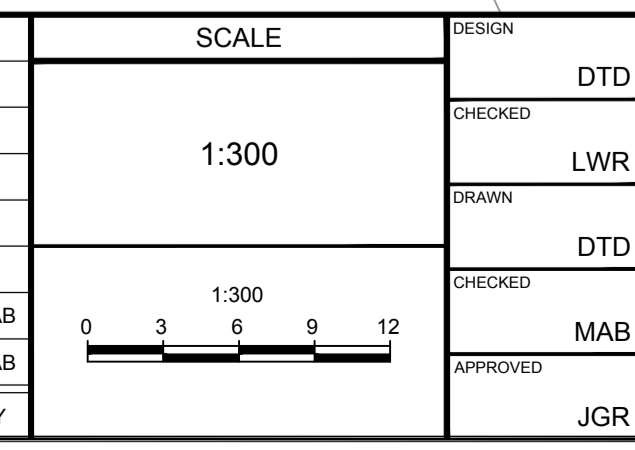 SCALE
1:300
1:300
0 3 6 9 12
DESIGN
DTD
CHECKED
LWR
DRAWN
DTD
CHECKED
MAB
APPROVED
JGR